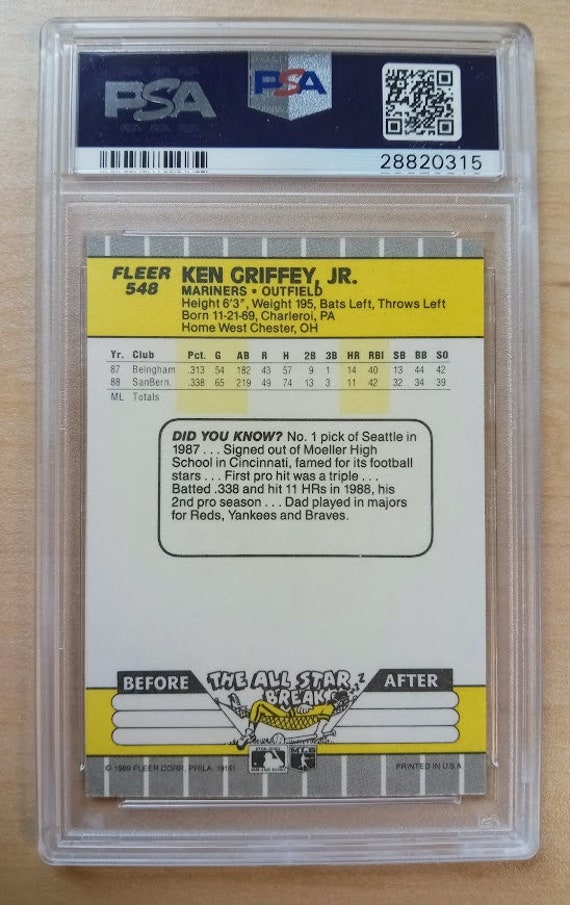 PSA
PSA
28820315
FLEER
548
KEN GRIFFEY, JR.
MARINERS • OUTFIELD
Height 6'3", Weight 195, Bats Left, Throws Left
Born 11-21-69, Charleroi, PA
Home West Chester, OH
Yr. Club Pct. G AB R H 2B 3B HR RBI SB BB SO
87 Belngham .313 54 182 43 57 9 1 14 40 13 44 42
88 SanBern .338 65 219 49 74 13 3 11 42 32 34 39
ML Totals
DID YOU KNOW? No. 1 pick of Seattle in
1987 . . . Signed out of Moeller High
School in Cincinnati, famed for its football
stars . . . First pro hit was a triple . . .
Batted .338 and hit 11 HRs in 1988, his
2nd pro season . . . Dad played in majors
for Reds, Yankees and Braves.
BEFORE THE ALL STAR BREAK AFTER
© 1989 FLEER CORP., PHILA. 19141
PRINTED IN U.S.A.